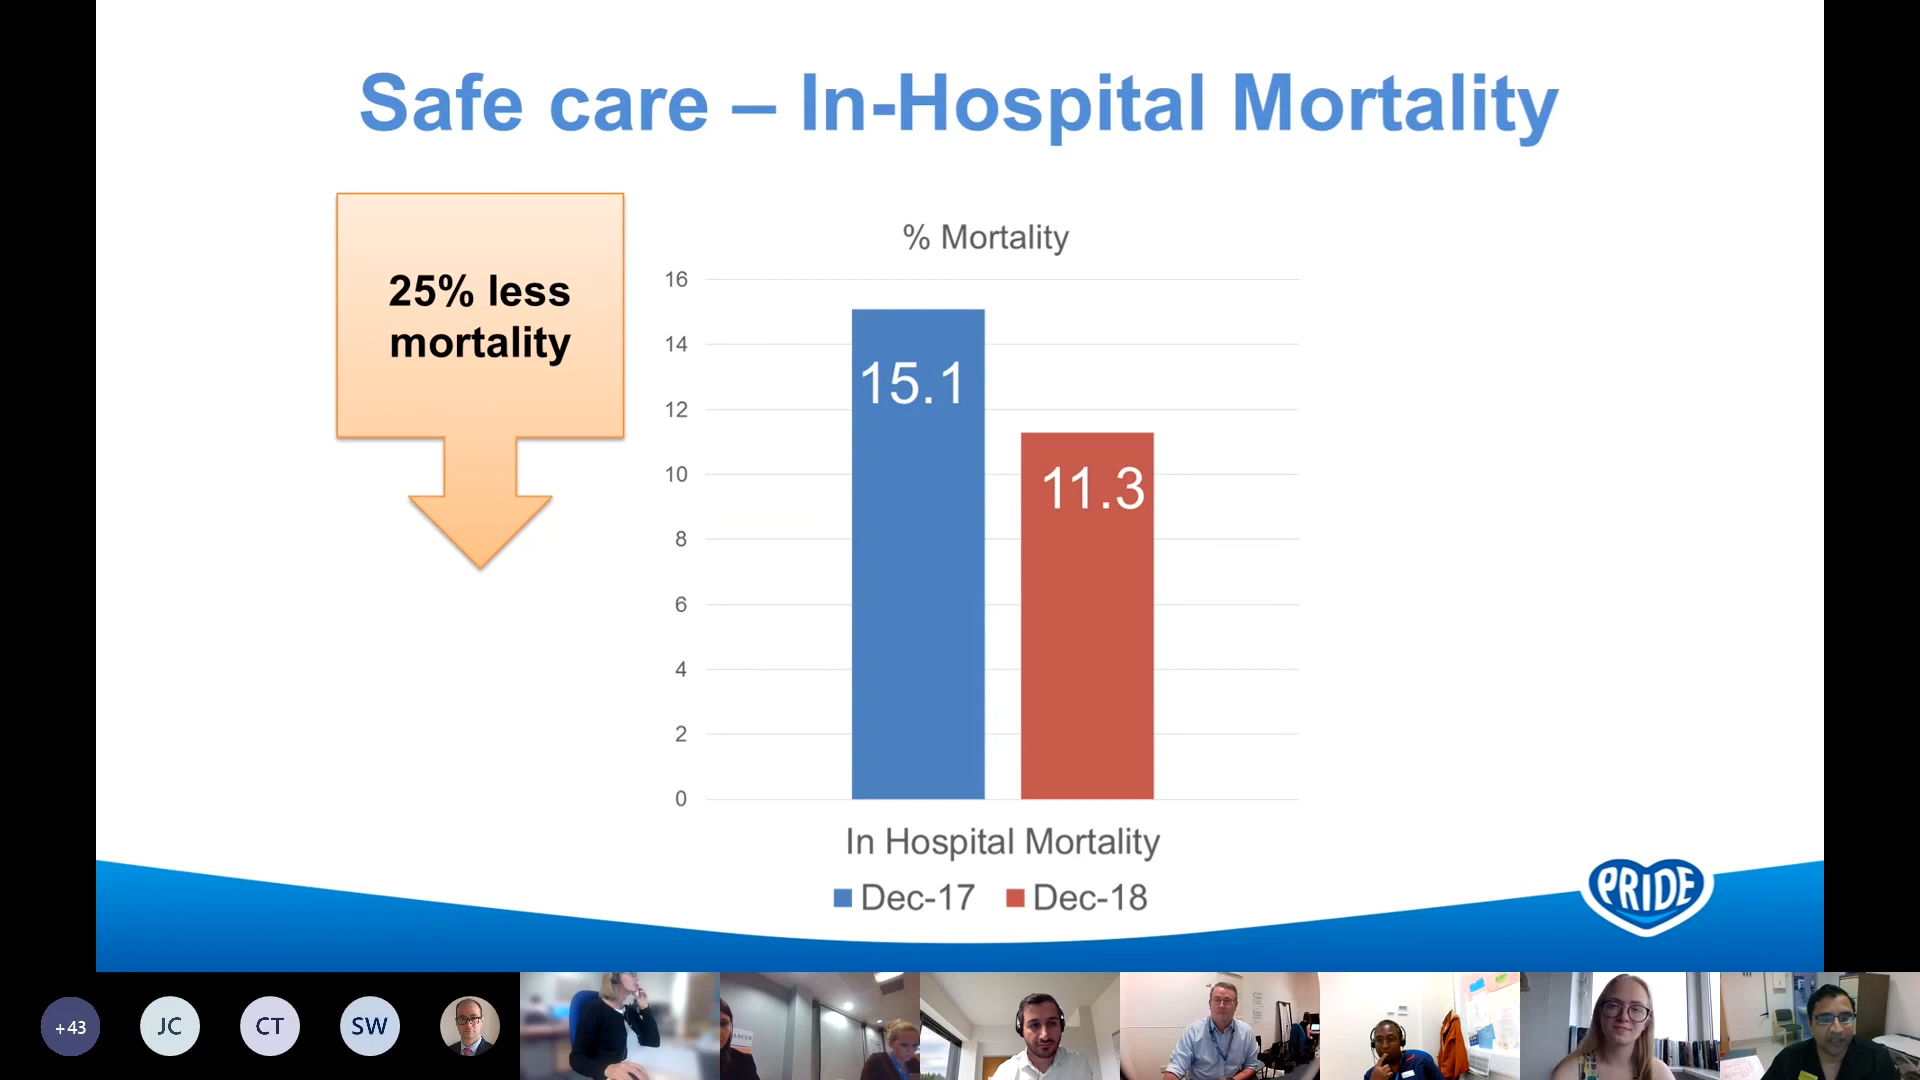 Safe care – In-Hospital Mortality
25% less
mortality
% Mortality
16
14
12
10
8
6
4
2
0
15.1
11.3
In Hospital Mortality
Dec-17
Dec-18
PRIDE
+43
JC
CT
SW